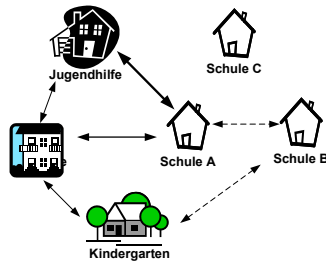 Jugendhilfe
Schule C
Schule A
Schule B
Kindergarten